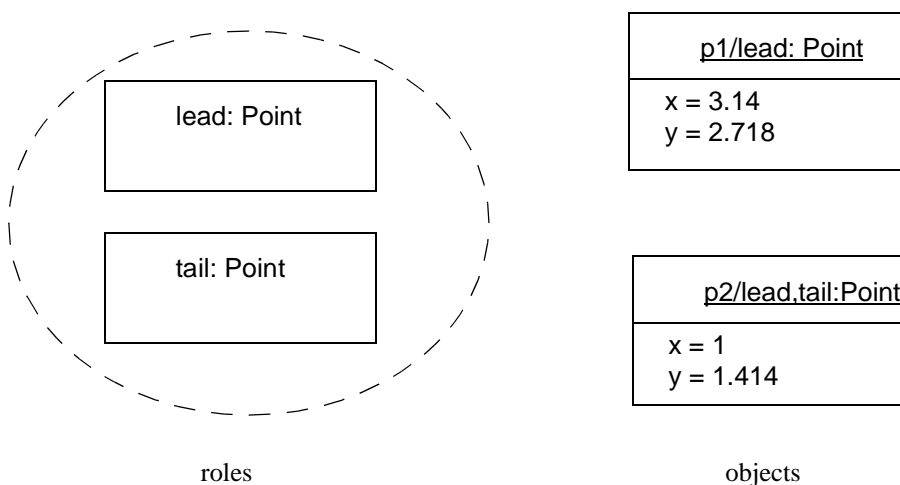 lead: Point
tail: Point
roles
p1/lead: Point
x = 3.14
y = 2.718
p2/lead,tail:Point
x = 1
y = 1.414
objects